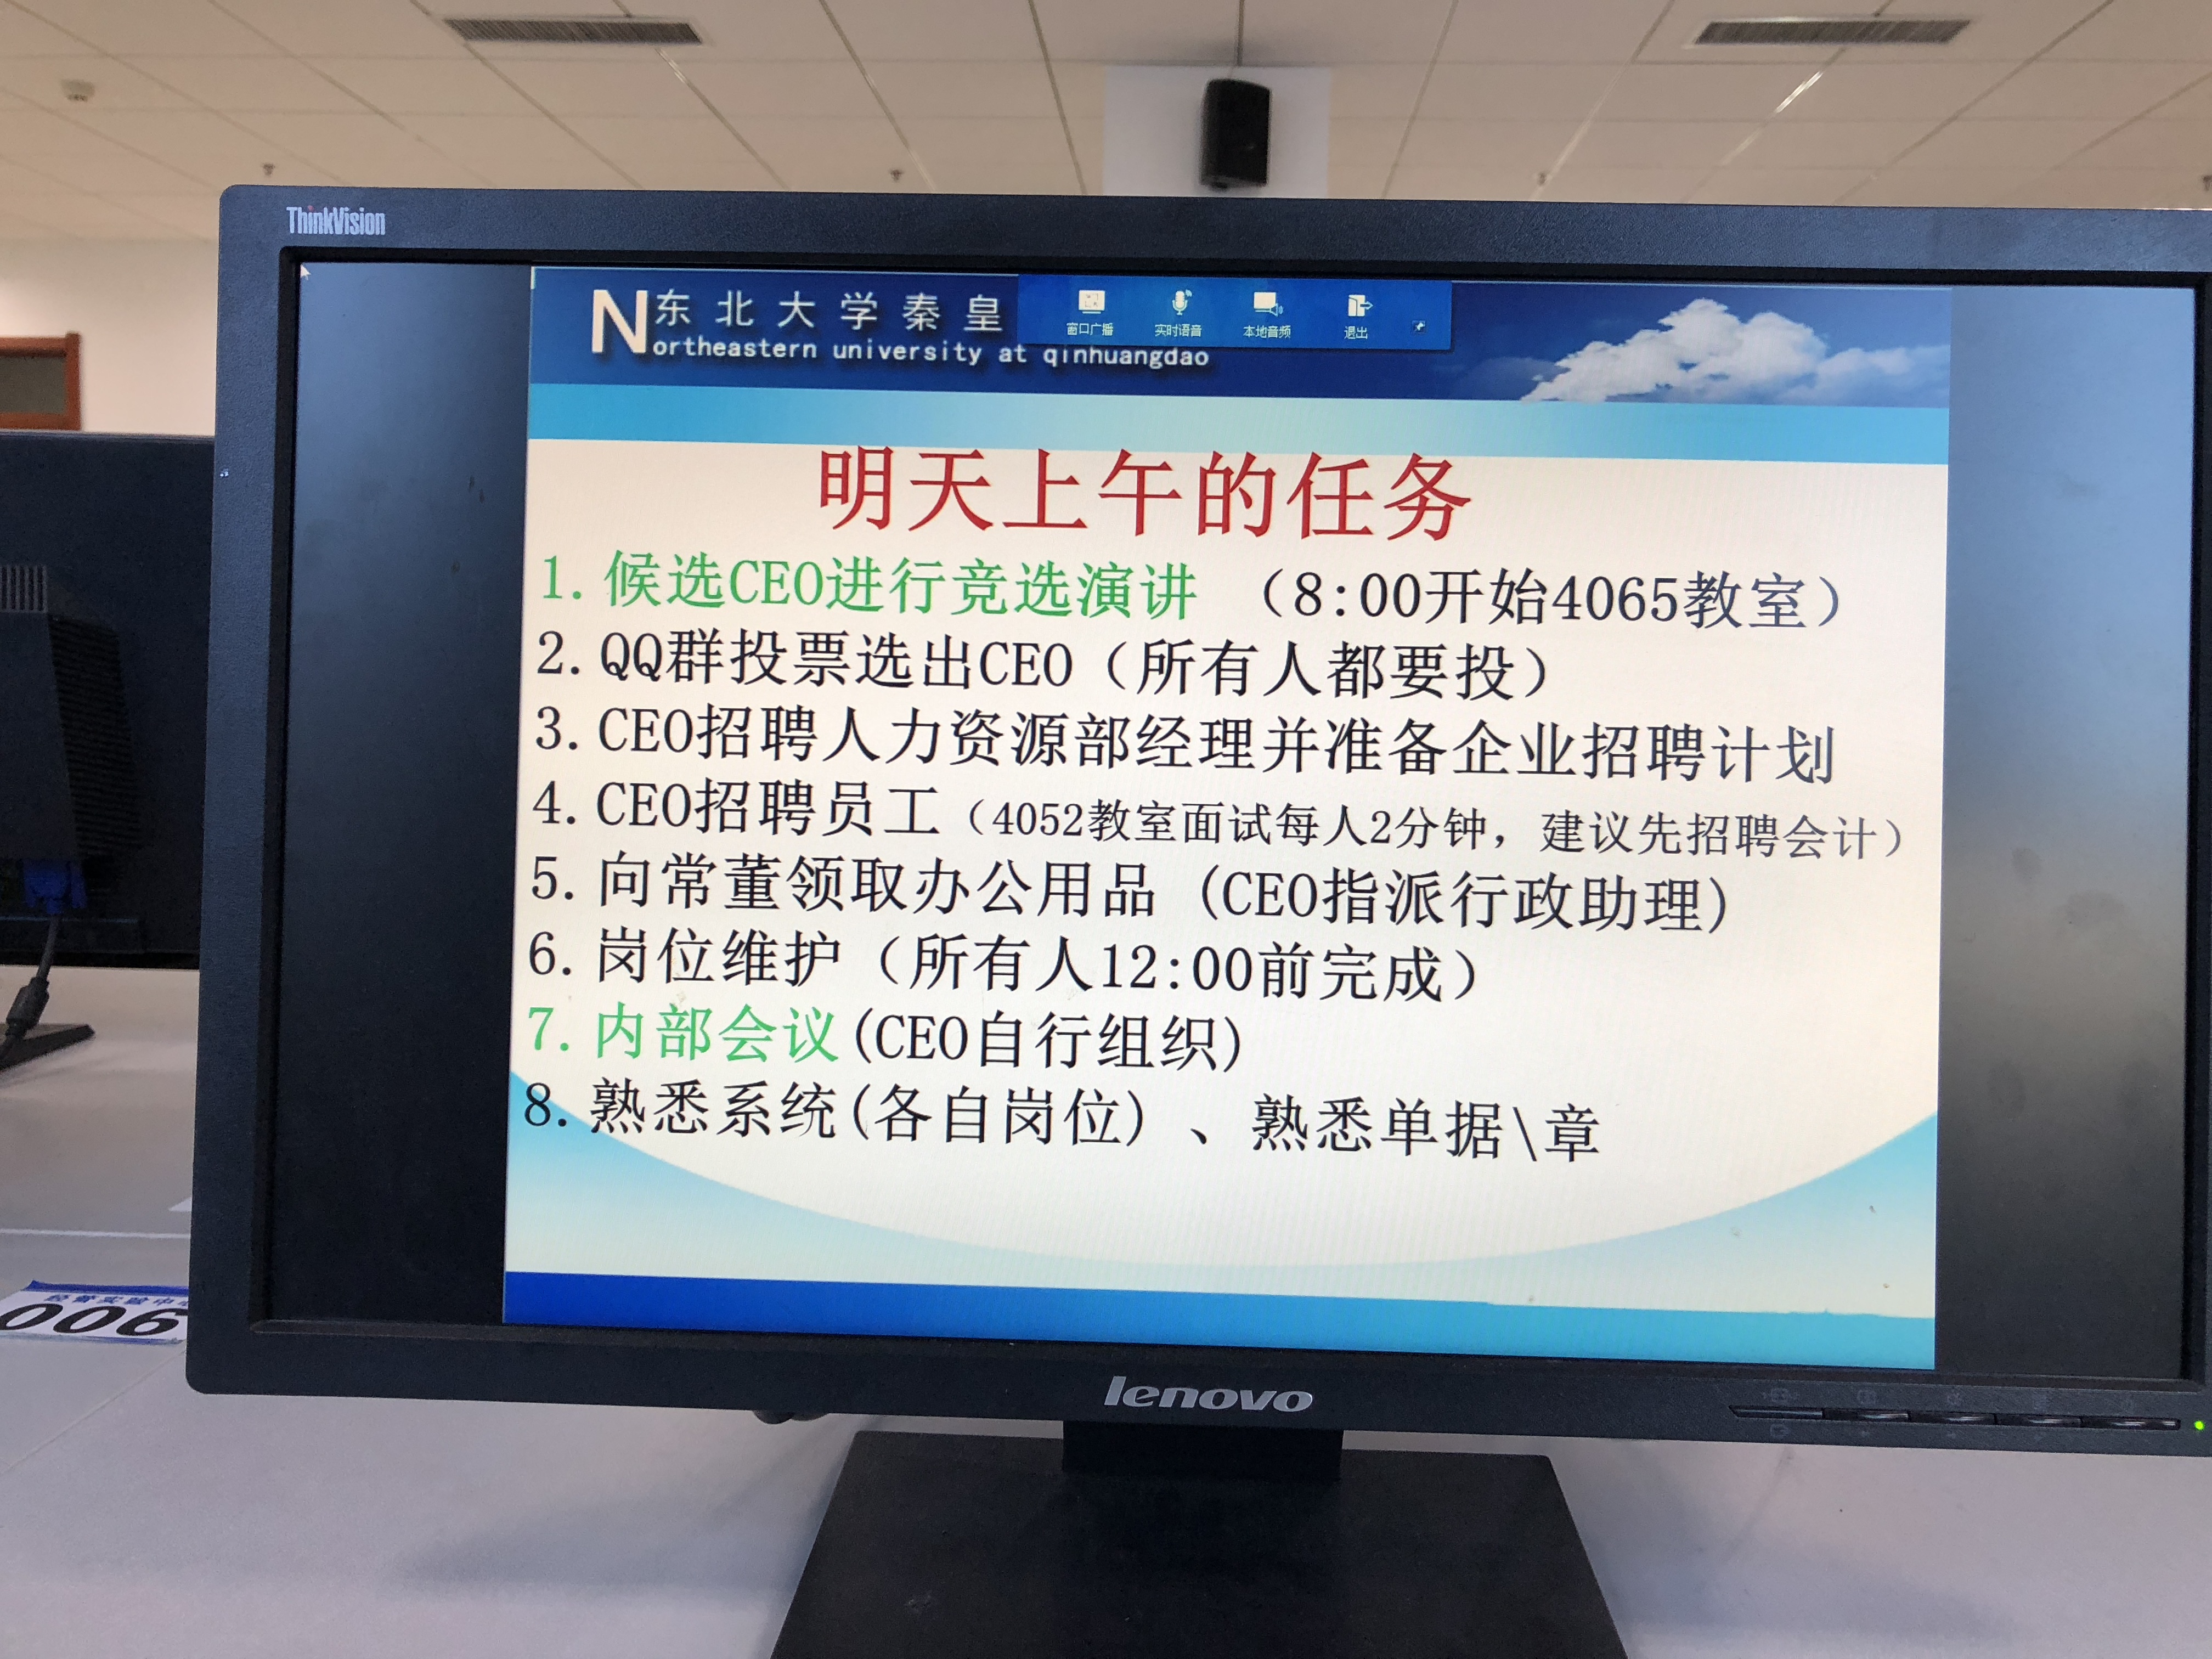 ThinkVision
东北大学秦皇
Northeastern university at qinhuangdao
窗口广播 实时语音 本地音频 退出
明天上午的任务
1. 候选CEO进行竞选演讲 （8:00开始4065教室）
2. QQ群投票选出CEO（所有人都要投）
3. CEO招聘人力资源部经理并准备企业招聘计划
4. CEO招聘员工（4052教室面试每人2分钟，建议先招聘会计）
5. 向常董领取办公用品 (CEO指派行政助理)
6. 岗位维护（所有人12:00前完成）
7. 内部会议(CEO自行组织)
8. 熟悉系统(各自岗位) 、熟悉单据\章
经管实验中
006
lenovo